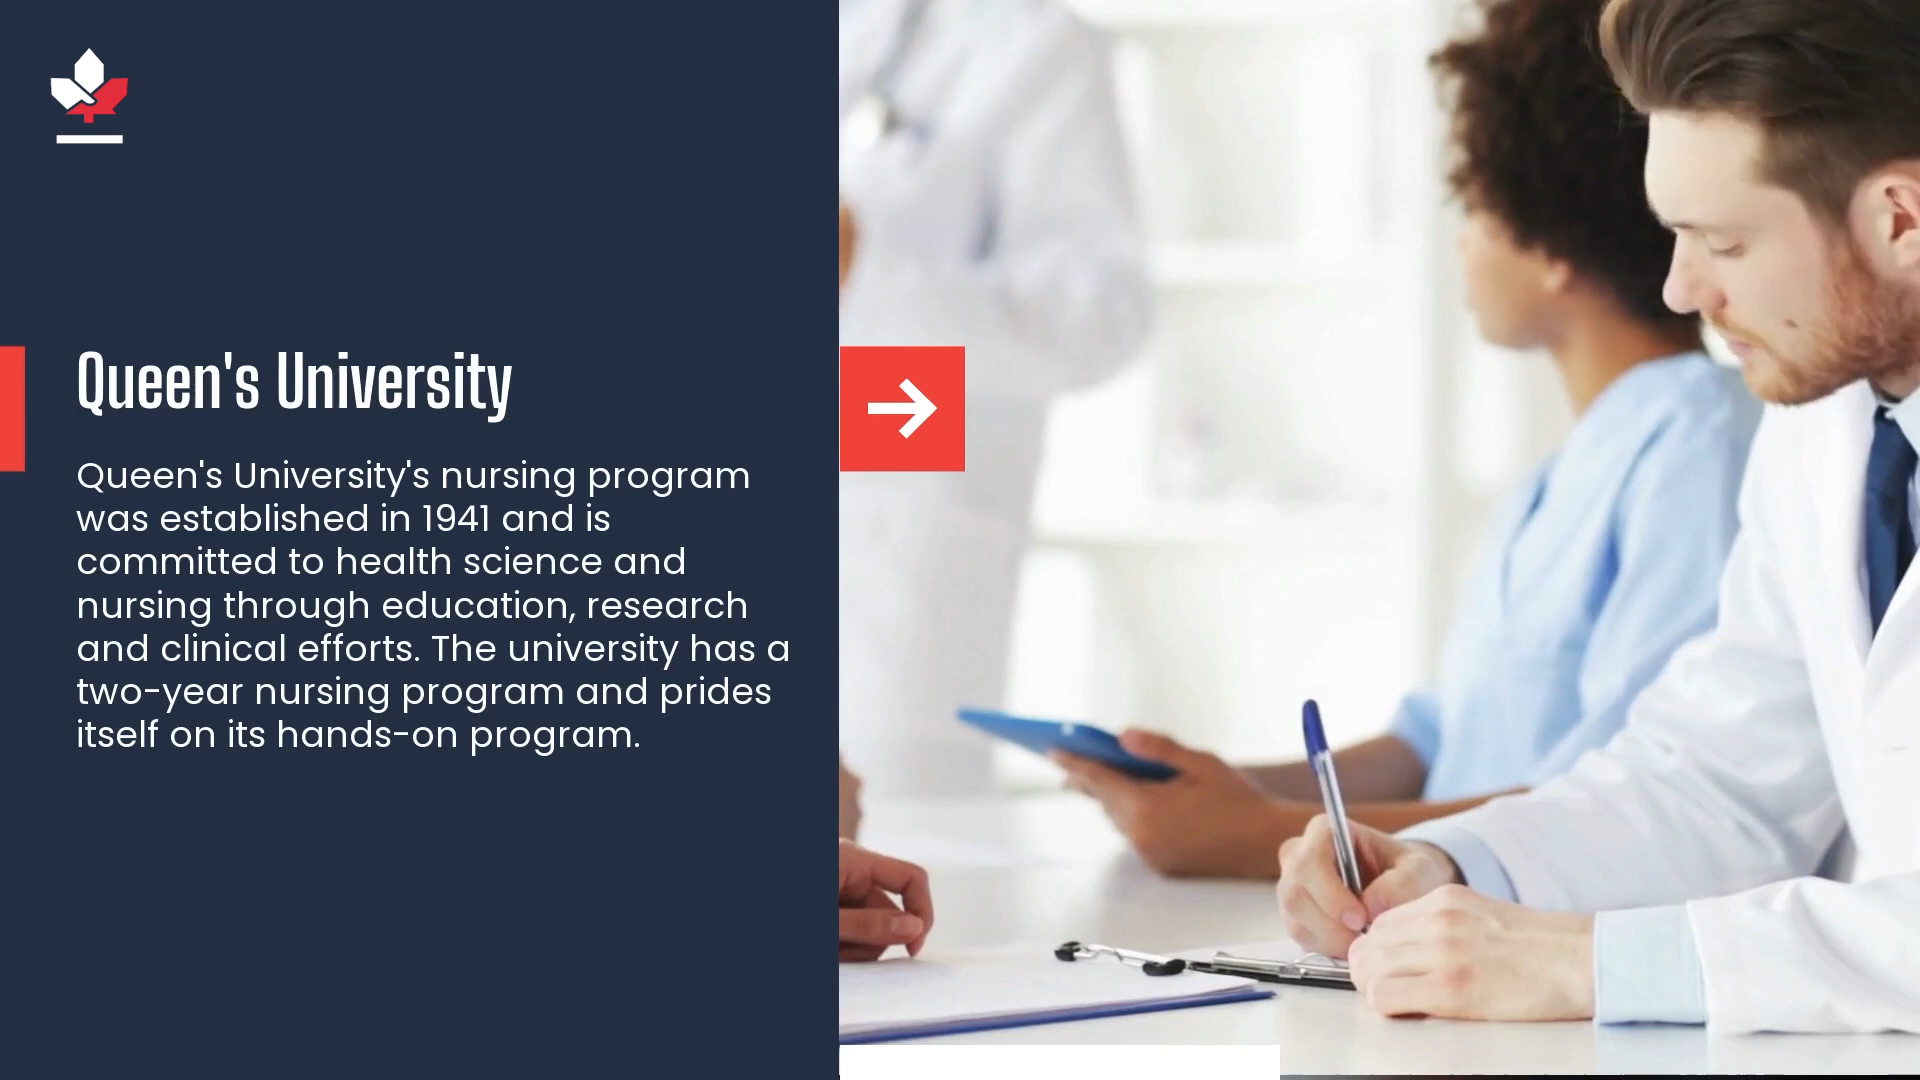 Queen's University
Queen's University's nursing program
was established in 1941 and is
committed to health science and
nursing through education, research
and clinical efforts. The university has a
two-year nursing program and prides
itself on its hands-on program.